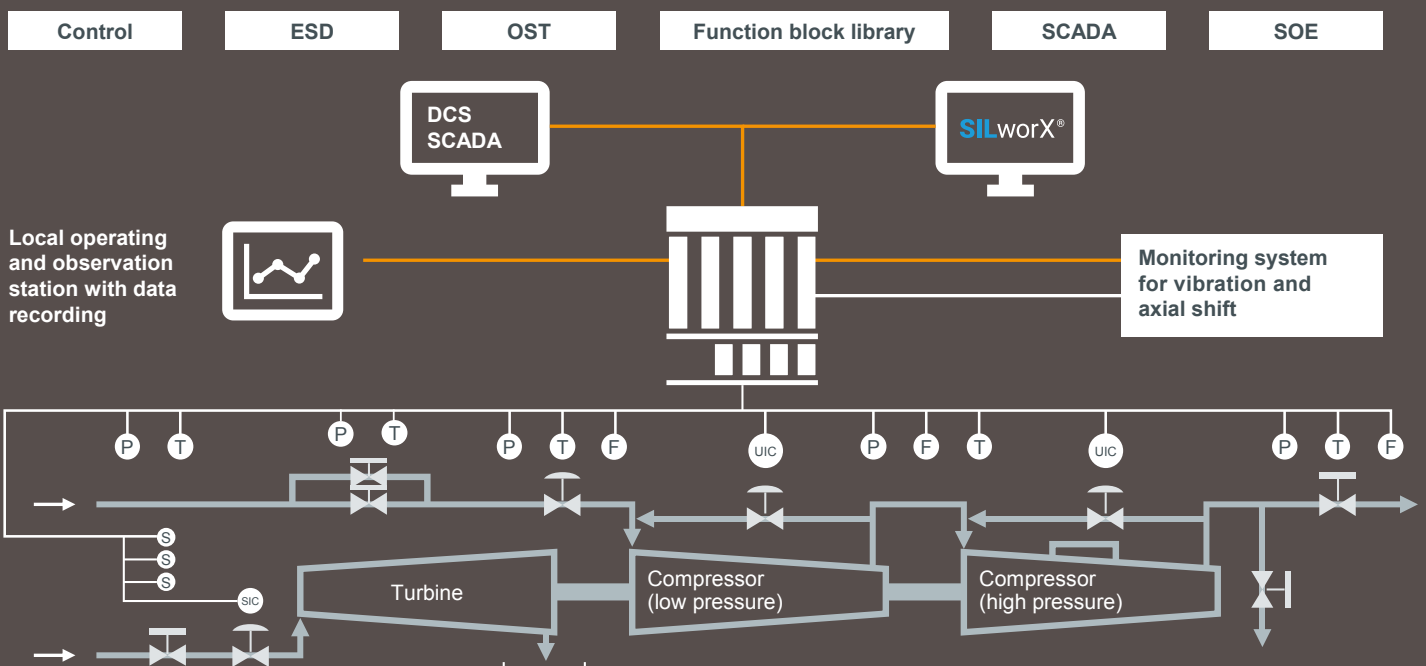 Control
ESD
OST
Function block library
SCADA
SOE
DCS
SCADA
SILworX®
Local operating
and observation
station with data
recording
Monitoring system
for vibration and
axial shift
P
T
P
T
P
T
F
UIC
P
F
T
UIC
P
T
F
S
S
S
SIC
Turbine
Compressor
(low pressure)
Compressor
(high pressure)